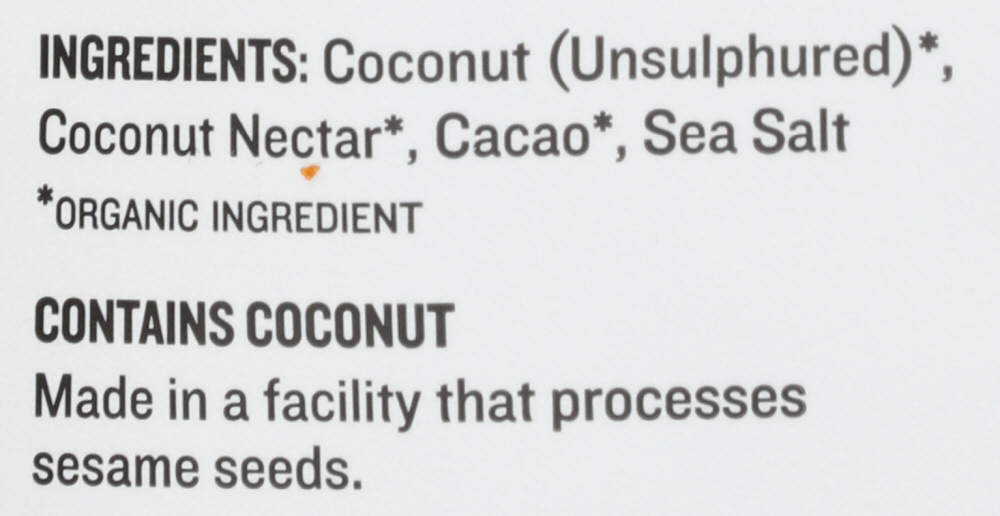 INGREDIENTS: Coconut (Unsulphured)*,
Coconut Nectar*, Cacao*, Sea Salt
*ORGANIC INGREDIENT
CONTAINS COCONUT
Made in a facility that processes
sesame seeds.